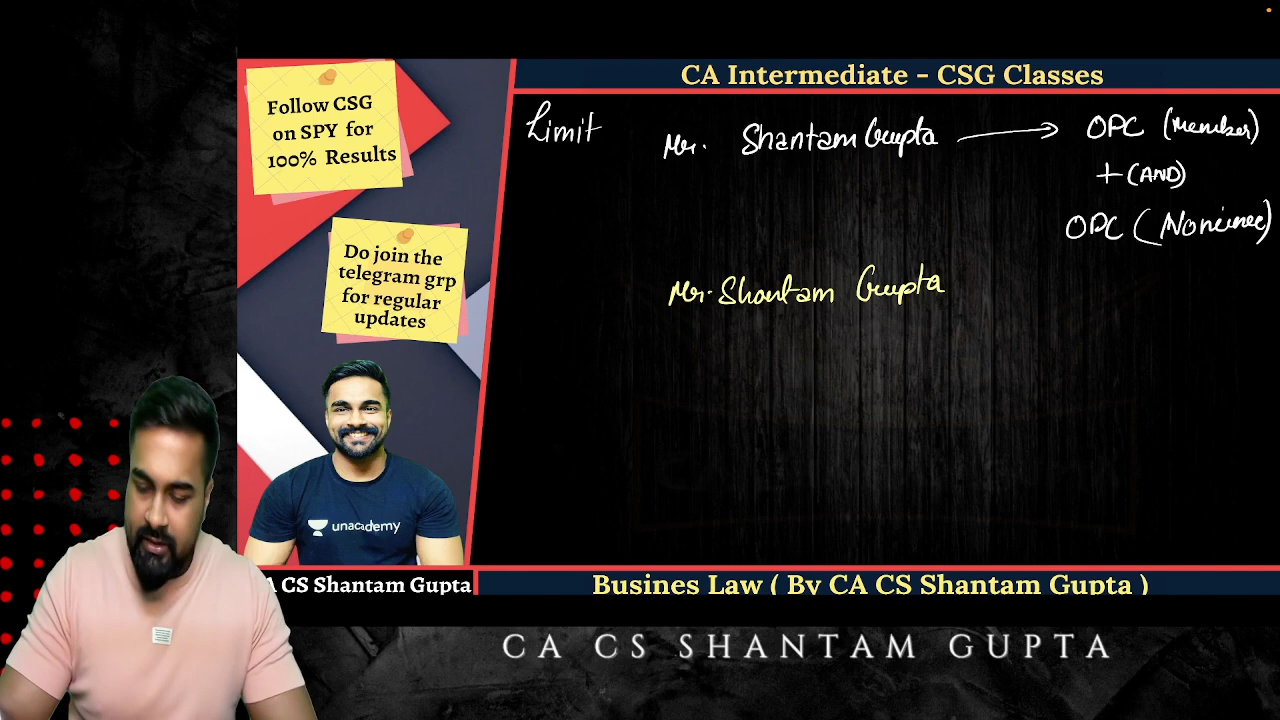 CA Intermediate - CSG Classes
Follow CSG
on SPY for
100% Results
Do join the
telegram grp
for regular
updates
unacademy
Limit
Mr. Shantam Gupta → OPC (Member)
+ (AND)
OPC (Nominee)
Mr. Shantam Gupta
A CS Shantam Gupta
Busines Law ( By CA CS Shantam Gupta )
CA CS SHANTAM GUPTA